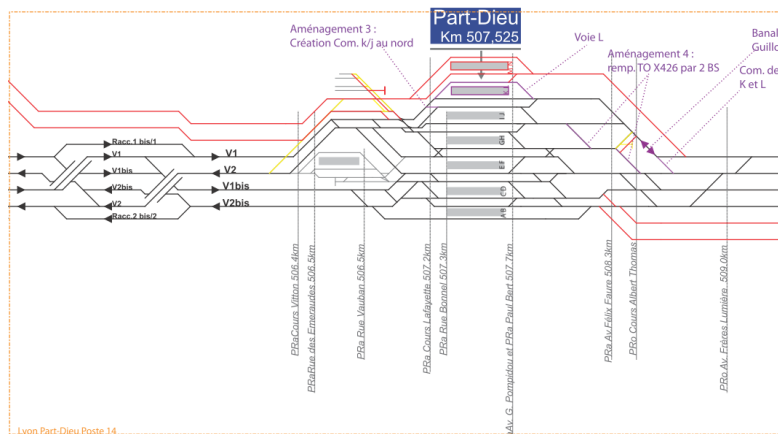 Part-Dieu
Km 507,525
Aménagement 3 :
Création Com. k/j au nord
Voie L
Aménagement 4 :
remp. TO X426 par 2 BS
Banal
Guillo
Com. de
K et L
K L
I J
G H
E F
C D
A B
Racc.1 bis/1
V1
V1
V1bis
V2
V2bis
V1bis
V2
V2bis
Racc.2 bis/2
PRaCours Vitton 506.4km
PRaRue des Emeraudes 506.5km
PRa Rue Vauban 506.5km
PRa Cours Lafayette 507.2km
PRa Rue Bonnel 507.3km
Av. G. Pompidou et PRa Paul Bert 507.7km
PRa Av.Félix Faure 508.3km
PRo Cours Albert Thomas
PRo Av. Frères Lumière 509.0km
Lyon Part-Dieu Poste 14